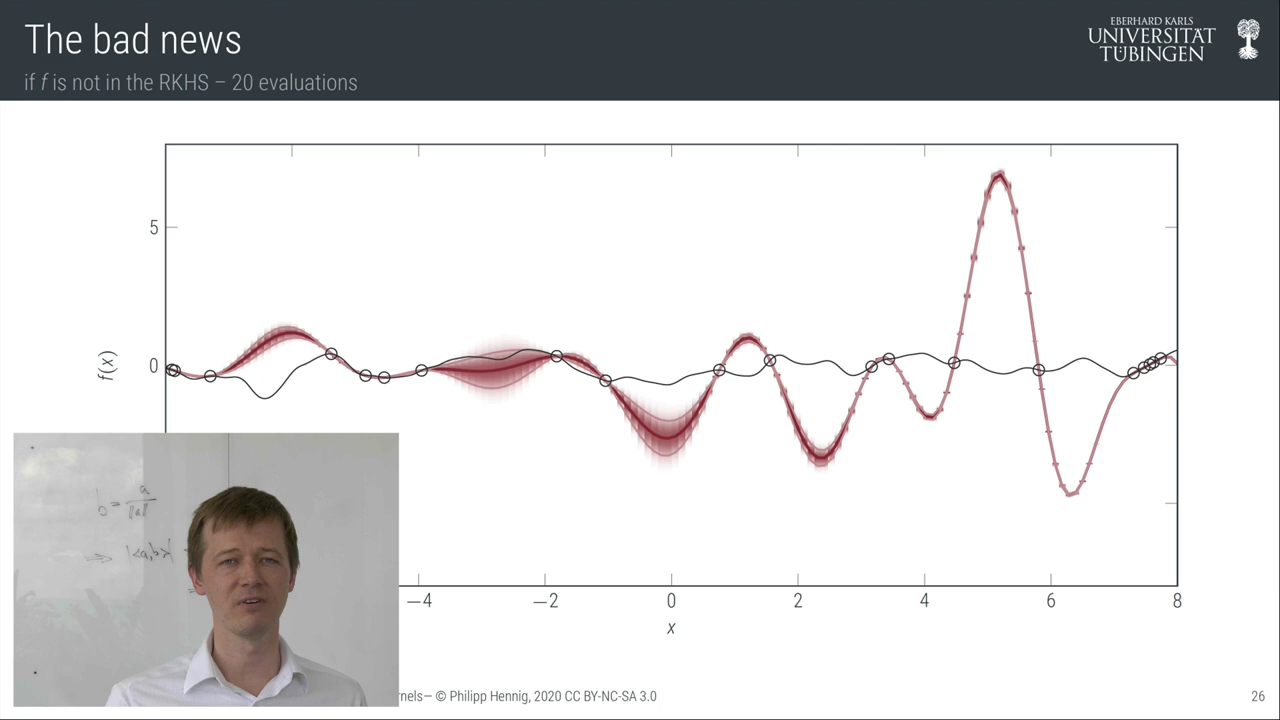 The bad news
if f is not in the RKHS – 20 evaluations
EBERHARD KARLS
UNIVERSITÄT
TÜBINGEN
5
0
f(x)
−4
−2
0
2
4
6
8
x
b = a
‖a‖
⇒ |<a,b>|
=
nels— © Philipp Hennig, 2020 CC BY-NC-SA 3.0
26